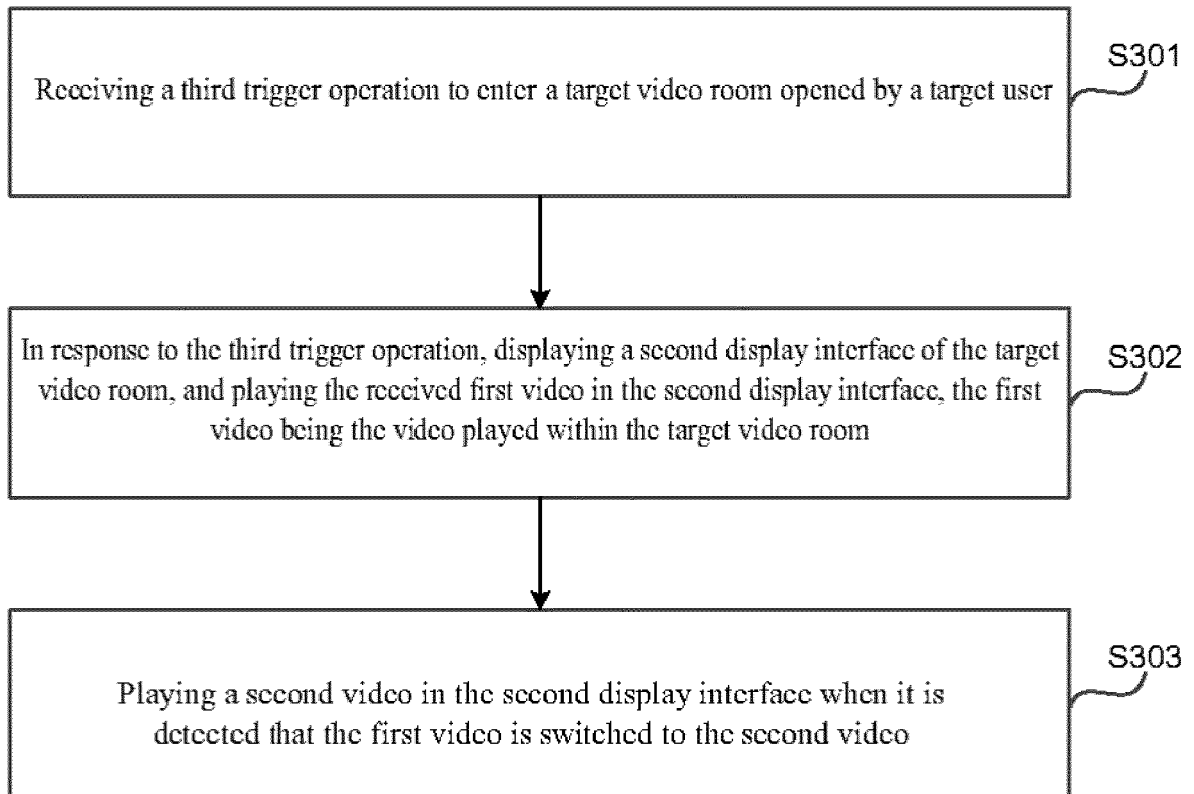 Receiving a third trigger operation to enter a target video room opened by a target user
S301
In response to the third trigger operation, displaying a second display interface of the target
video room, and playing the received first video in the second display interface, the first
video being the video played within the target video room
S302
Playing a second video in the second display interface when it is
detected that the first video is switched to the second video
S303